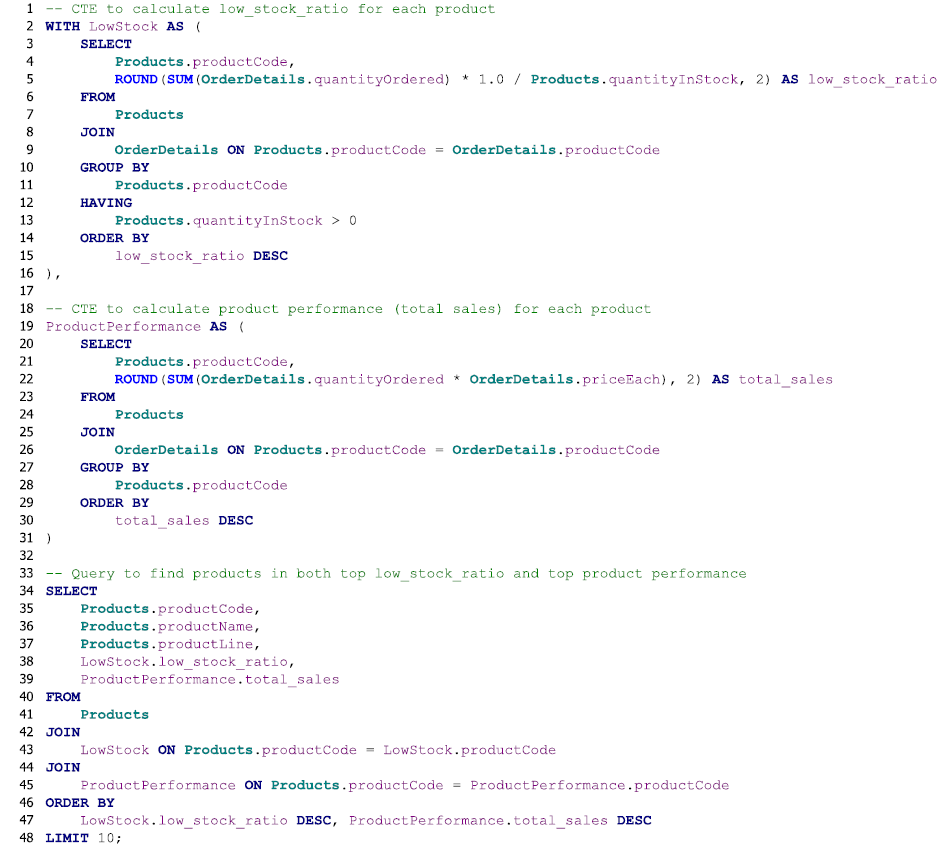 1 -- CTE to calculate low_stock_ratio for each product
2 WITH LowStock AS (
3     SELECT
4         Products.productCode,
5         ROUND(SUM(OrderDetails.quantityOrdered) * 1.0 / Products.quantityInStock, 2) AS low_stock_ratio
6     FROM
7         Products
8     JOIN
9         OrderDetails ON Products.productCode = OrderDetails.productCode
10     GROUP BY
11         Products.productCode
12     HAVING
13         Products.quantityInStock > 0
14     ORDER BY
15         low_stock_ratio DESC
16 ),
17
18 -- CTE to calculate product performance (total sales) for each product
19 ProductPerformance AS (
20     SELECT
21         Products.productCode,
22         ROUND(SUM(OrderDetails.quantityOrdered * OrderDetails.priceEach), 2) AS total_sales
23     FROM
24         Products
25     JOIN
26         OrderDetails ON Products.productCode = OrderDetails.productCode
27     GROUP BY
28         Products.productCode
29     ORDER BY
30         total_sales DESC
31 )
32
33 -- Query to find products in both top low_stock_ratio and top product performance
34 SELECT
35     Products.productCode,
36     Products.productName,
37     Products.productLine,
38     LowStock.low_stock_ratio,
39     ProductPerformance.total_sales
40 FROM
41     Products
42 JOIN
43     LowStock ON Products.productCode = LowStock.productCode
44 JOIN
45     ProductPerformance ON Products.productCode = ProductPerformance.productCode
46 ORDER BY
47     LowStock.low_stock_ratio DESC, ProductPerformance.total_sales DESC
48 LIMIT 10;